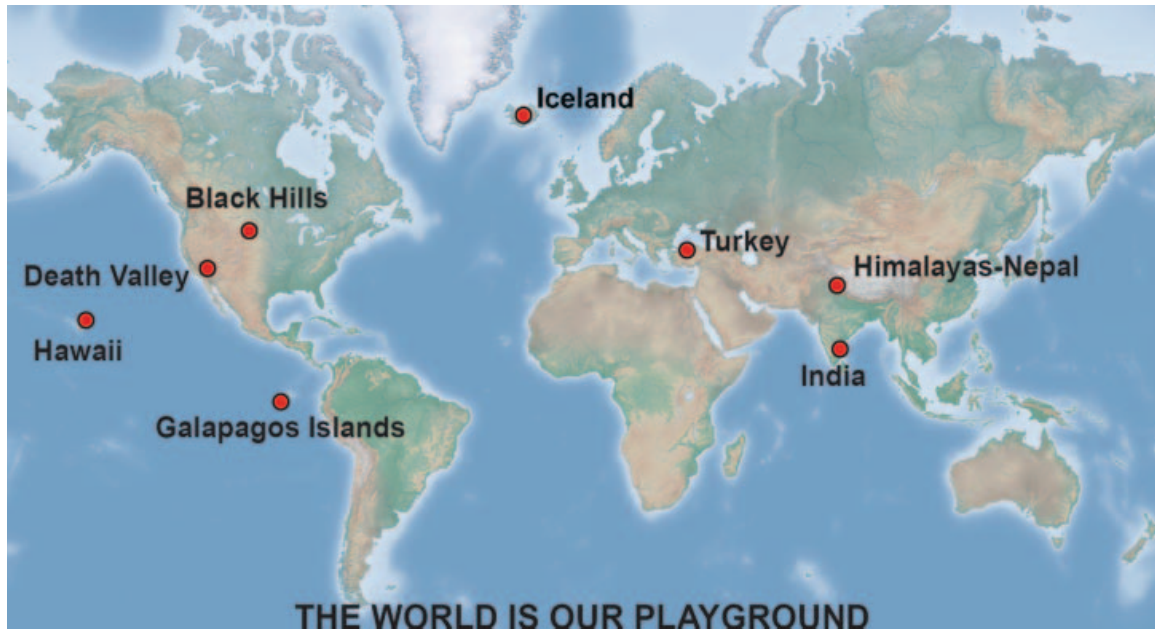 Iceland
Black Hills
Turkey
Death Valley
Himalayas-Nepal
Hawaii
India
Galapagos Islands
THE WORLD IS OUR PLAYGROUND